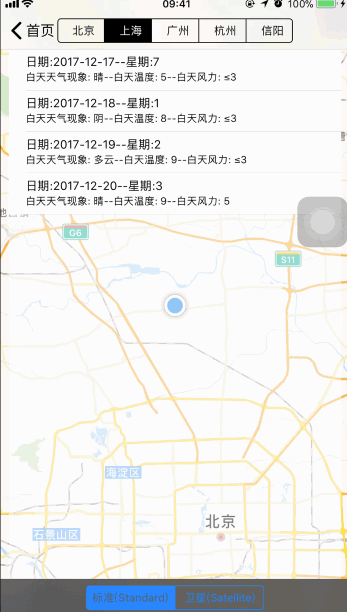 09:41 100%
首页 北京 上海 广州 杭州 信阳
日期:2017-12-17--星期:7
白天天气现象: 晴--白天温度: 5--白天风力: ≤3
日期:2017-12-18--星期:1
白天天气现象: 阴--白天温度: 8--白天风力: ≤3
日期:2017-12-19--星期:2
白天天气现象: 多云--白天温度: 9--白天风力: ≤3
日期:2017-12-20--星期:3
白天天气现象: 晴--白天温度: 9--白天风力: 5
G6
S11
海淀区
北京
石景山区
标准(Standard) 卫星(Satellite)